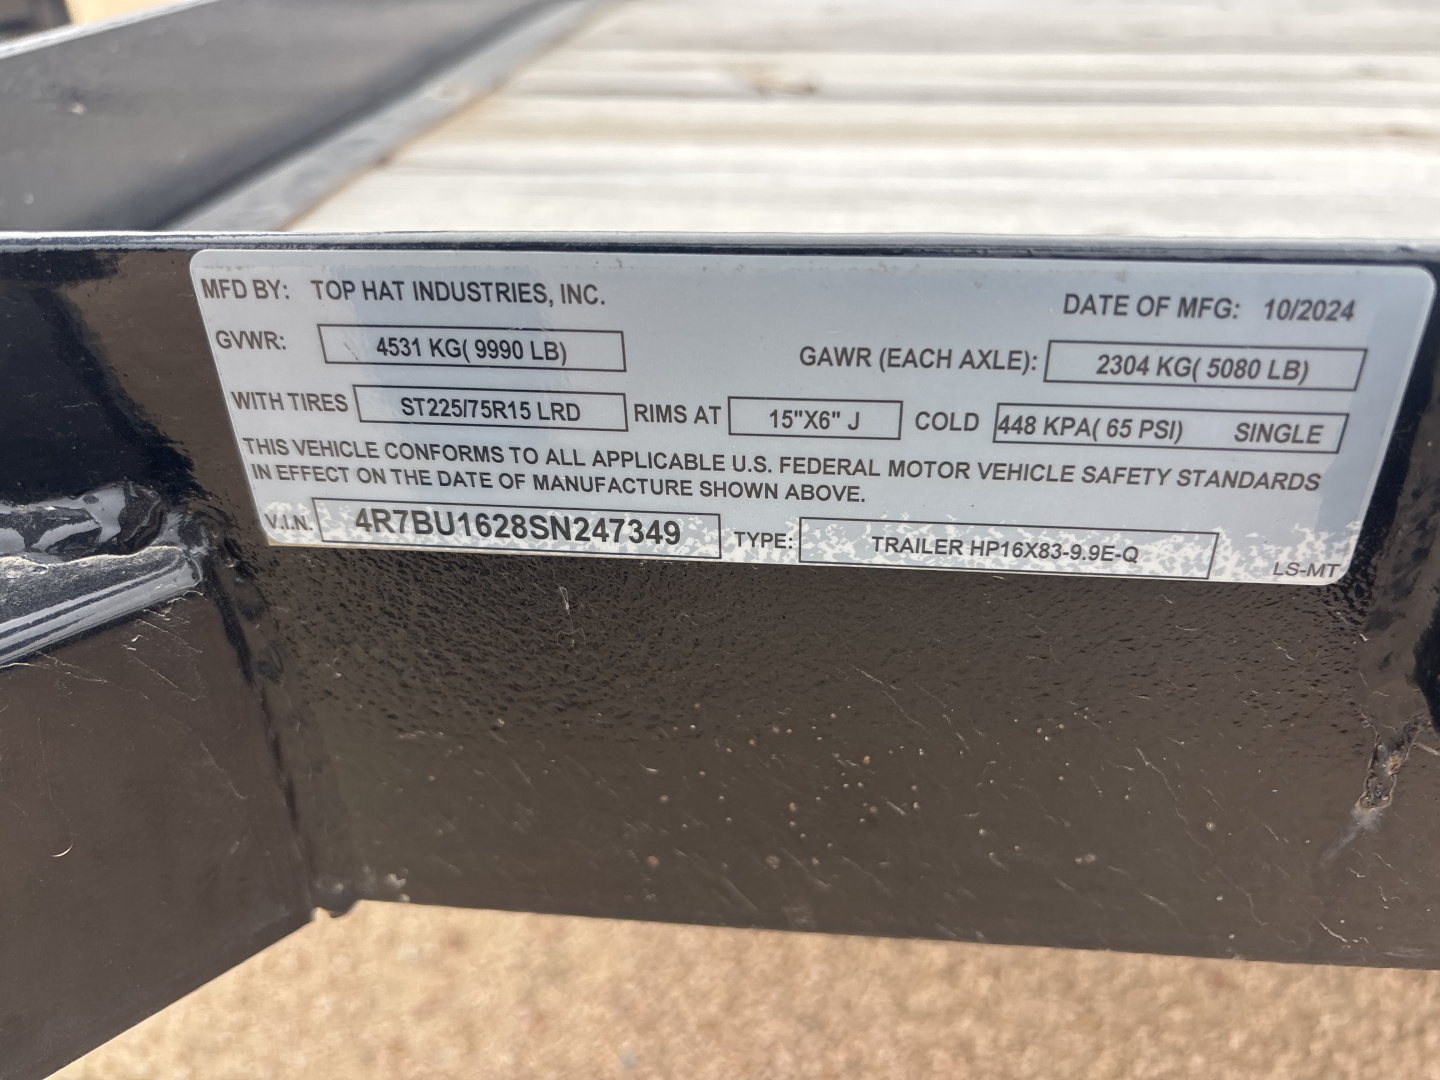 MFD BY: TOP HAT INDUSTRIES, INC. DATE OF MFG: 10/2024
GVWR: 4531 KG( 9990 LB) GAWR (EACH AXLE): 2304 KG( 5080 LB)
WITH TIRES ST225/75R15 LRD RIMS AT 15"X6" J COLD 448 KPA( 65 PSI) SINGLE
THIS VEHICLE CONFORMS TO ALL APPLICABLE U.S. FEDERAL MOTOR VEHICLE SAFETY STANDARDS
IN EFFECT ON THE DATE OF MANUFACTURE SHOWN ABOVE.
V.I.N. 4R7BU1628SN247349 TYPE: TRAILER HP16X83-9.9E-Q
LS-MT